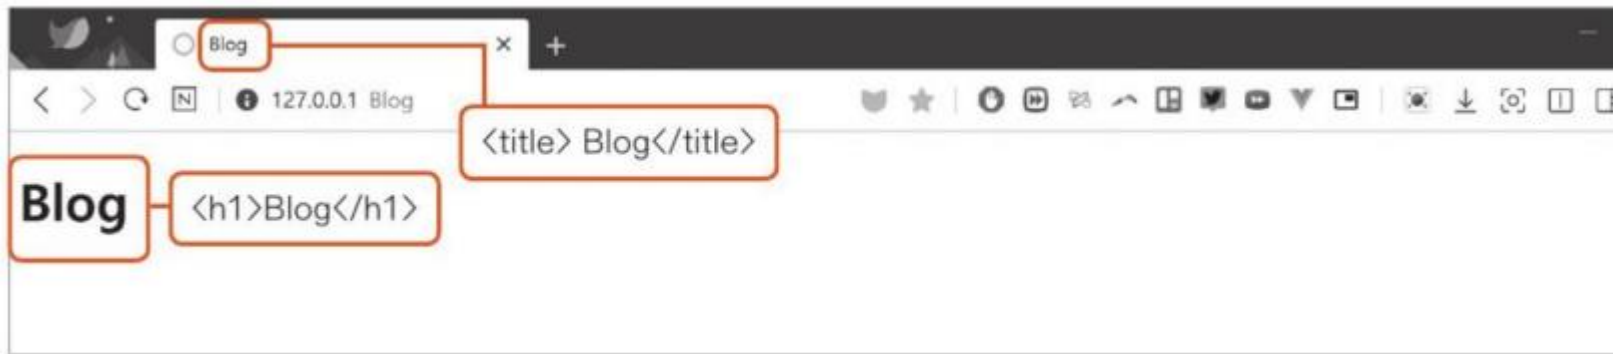 Blog
127.0.0.1 Blog
<title> Blog</title>
Blog
<h1>Blog</h1>